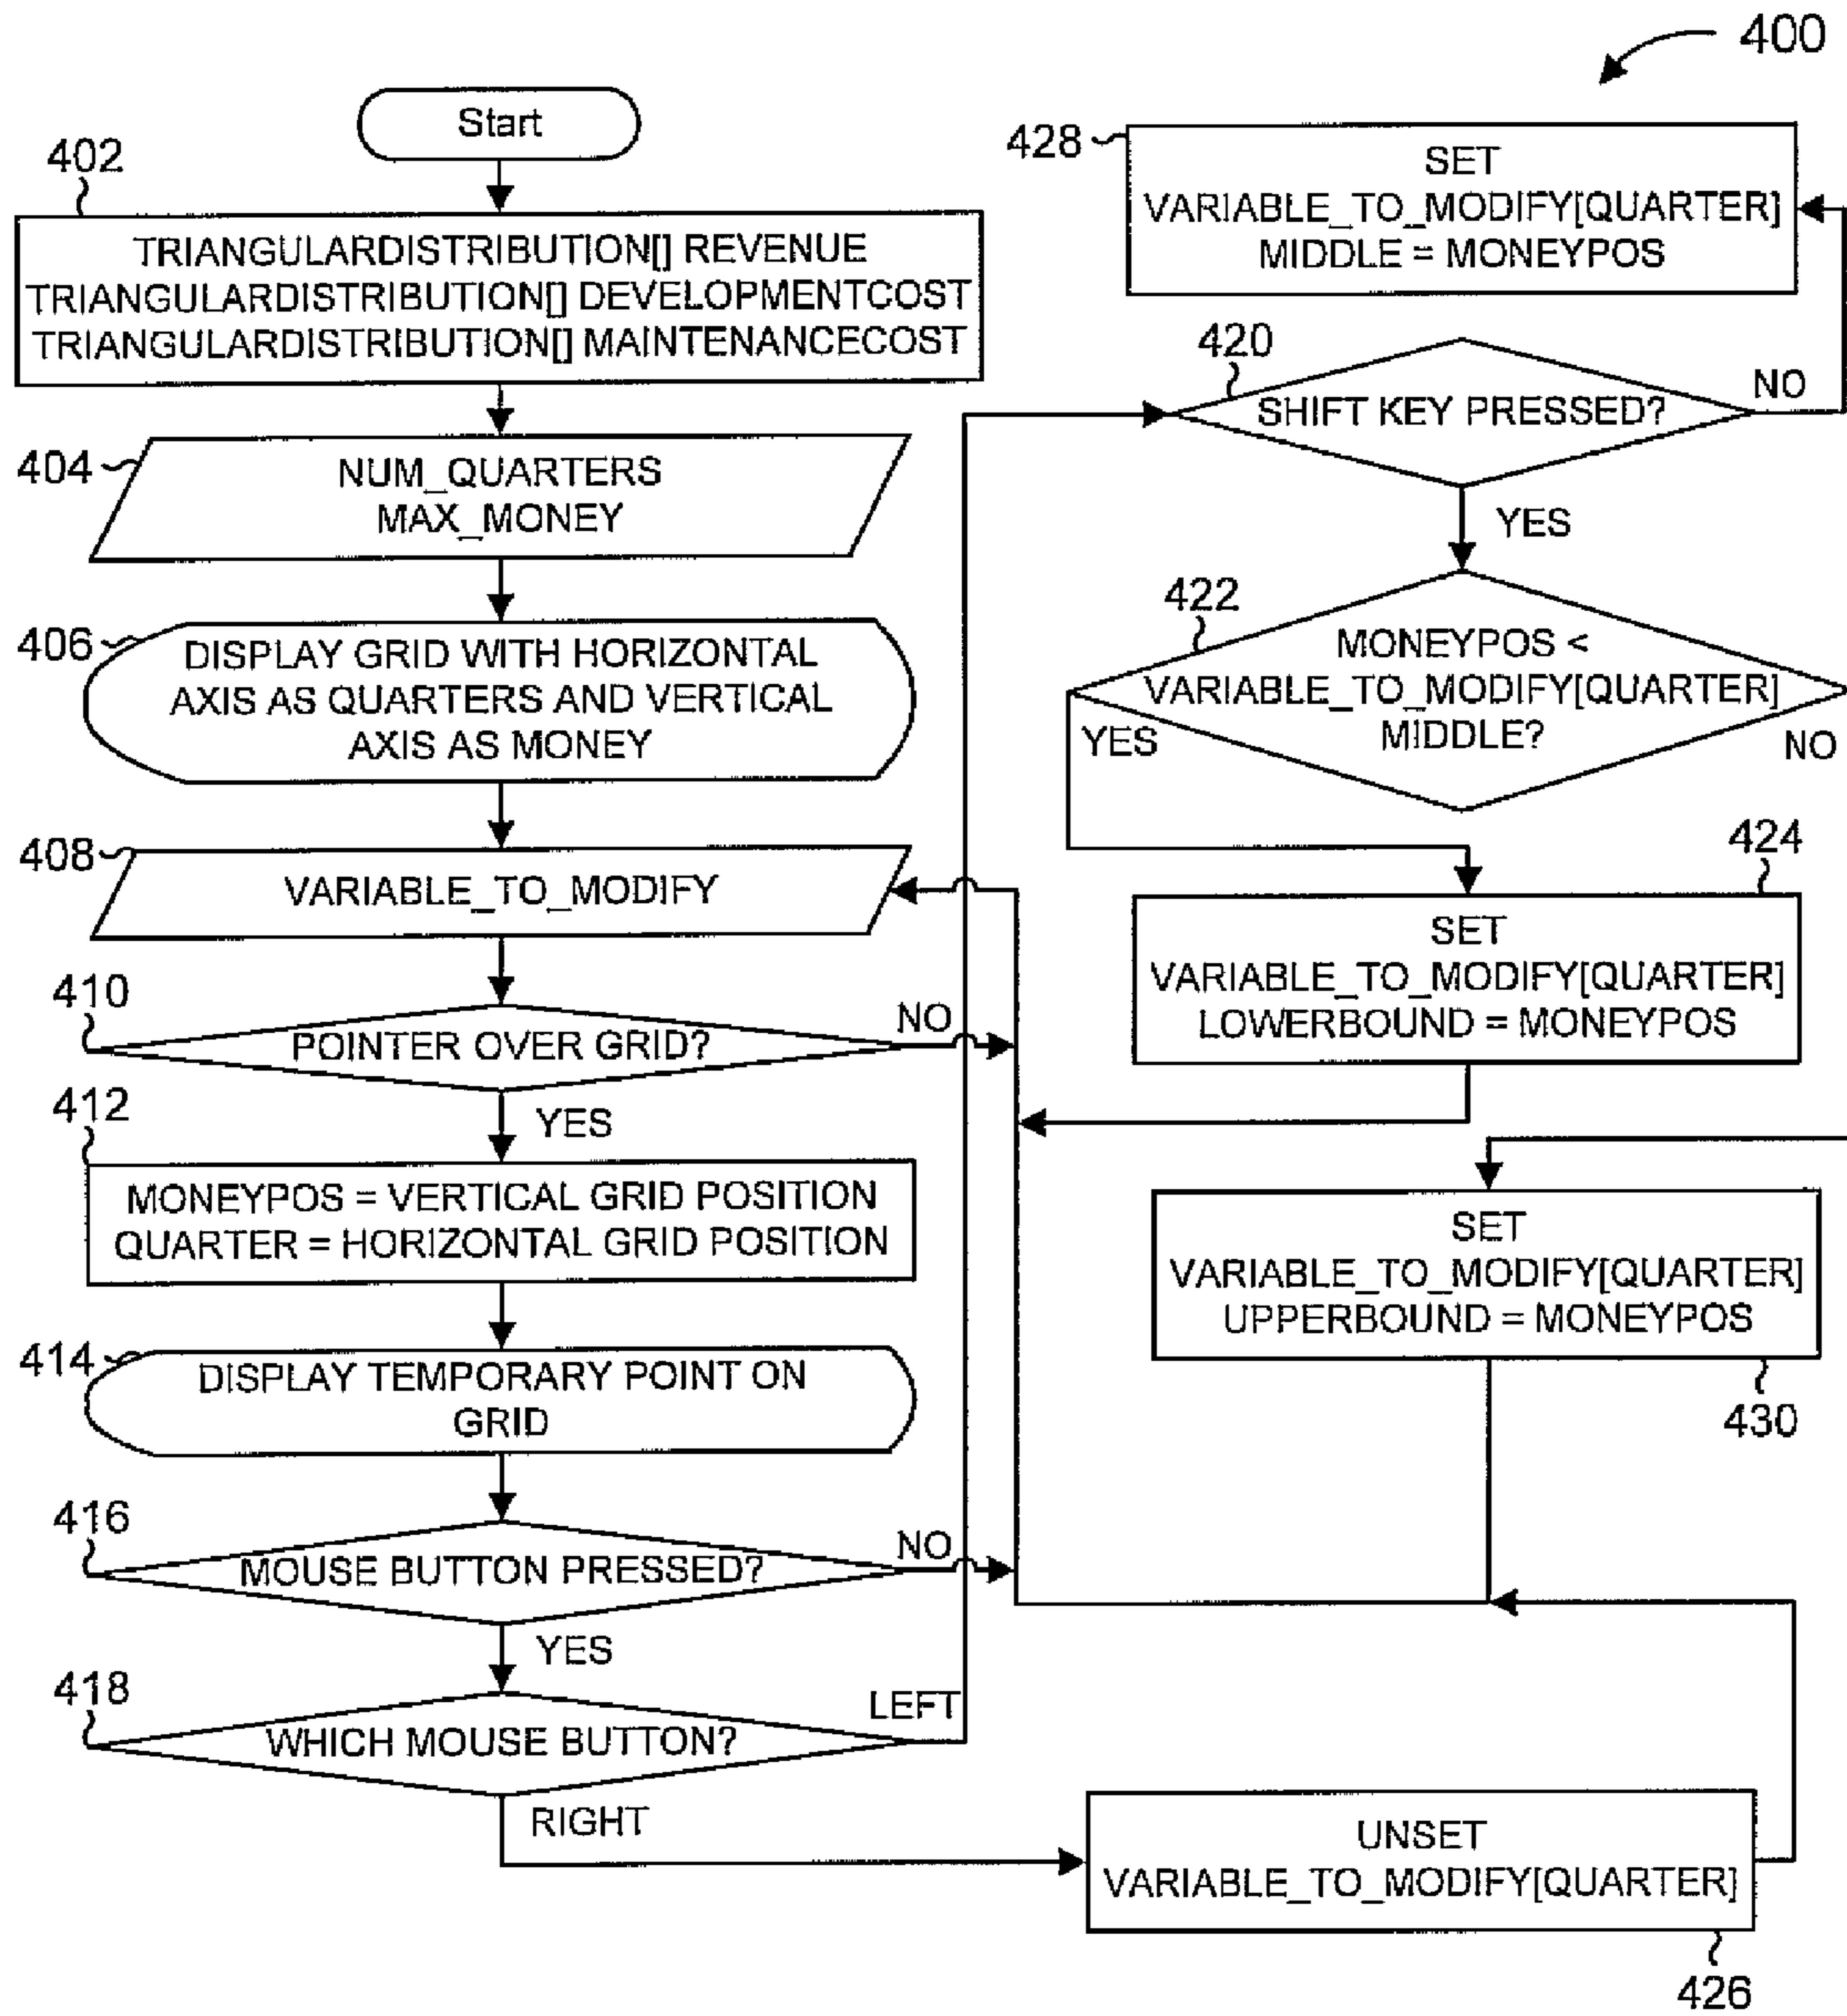 400
Start
402
TRIANGULARDISTRIBUTION[] REVENUE
TRIANGULARDISTRIBUTION[] DEVELOPMENTCOST
TRIANGULARDISTRIBUTION[] MAINTENANCECOST
404
NUM_QUARTERS
MAX_MONEY
406
DISPLAY GRID WITH HORIZONTAL
AXIS AS QUARTERS AND VERTICAL
AXIS AS MONEY
408
VARIABLE_TO_MODIFY
410
POINTER OVER GRID?
NO
YES
412
MONEYPOS = VERTICAL GRID POSITION
QUARTER = HORIZONTAL GRID POSITION
414
DISPLAY TEMPORARY POINT ON
GRID
416
MOUSE BUTTON PRESSED?
NO
YES
418
WHICH MOUSE BUTTON?
LEFT
RIGHT
428
SET
VARIABLE_TO_MODIFY[QUARTER]
MIDDLE = MONEYPOS
420
SHIFT KEY PRESSED?
NO
YES
422
MONEYPOS <
VARIABLE_TO_MODIFY[QUARTER]
MIDDLE?
YES
NO
424
SET
VARIABLE_TO_MODIFY[QUARTER]
LOWERBOUND = MONEYPOS
SET
VARIABLE_TO_MODIFY[QUARTER]
UPPERBOUND = MONEYPOS
430
UNSET
VARIABLE_TO_MODIFY[QUARTER]
426